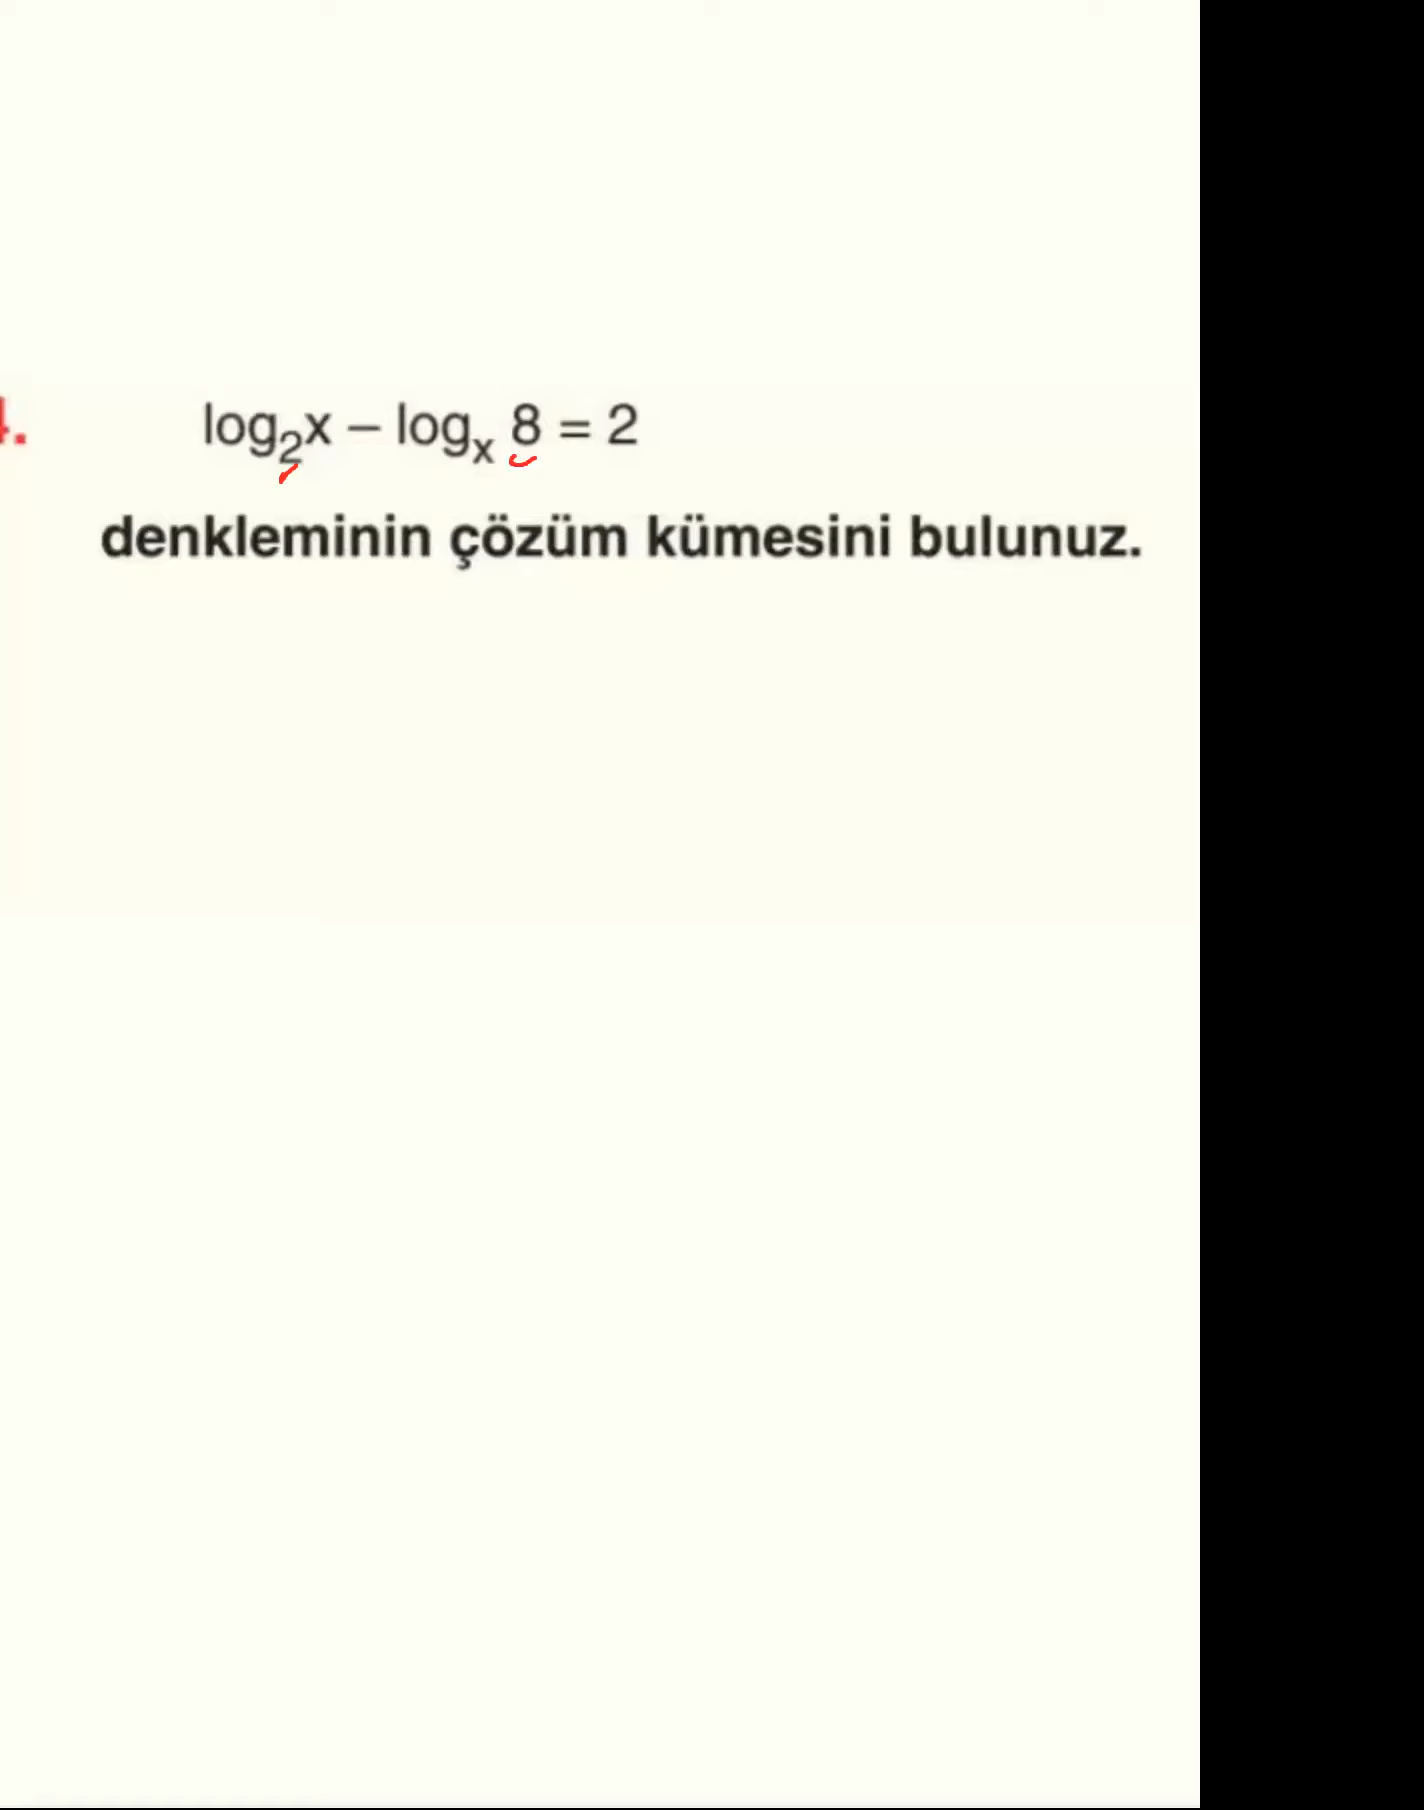 4. log₂x – logₓ 8 = 2
denkleminin çözüm kümesini bulunuz.